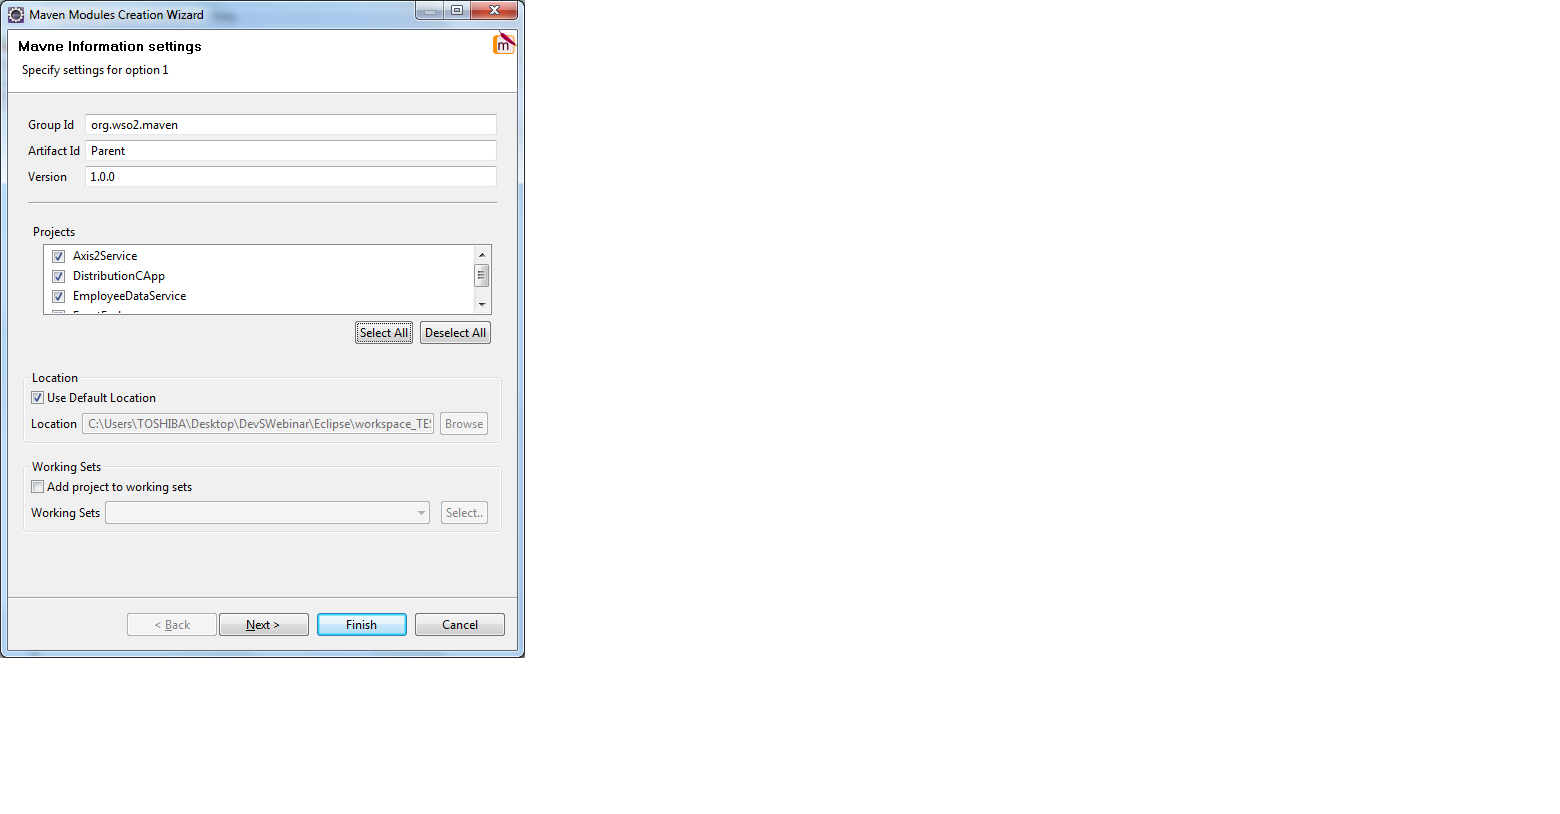 Maven Modules Creation Wizard
Mavne Information settings
Specify settings for option 1
Group Id org.wso2.maven
Artifact Id Parent
Version 1.0.0
Projects
Axis2Service
DistributionCApp
EmployeeDataService
Select All Deselect All
Location
Use Default Location
Location C:\Users\TOSHIBA\Desktop\DevSWebinar\Eclipse\workspace_TES Browse
Working Sets
Add project to working sets
Working Sets Select..
< Back Next > Finish Cancel